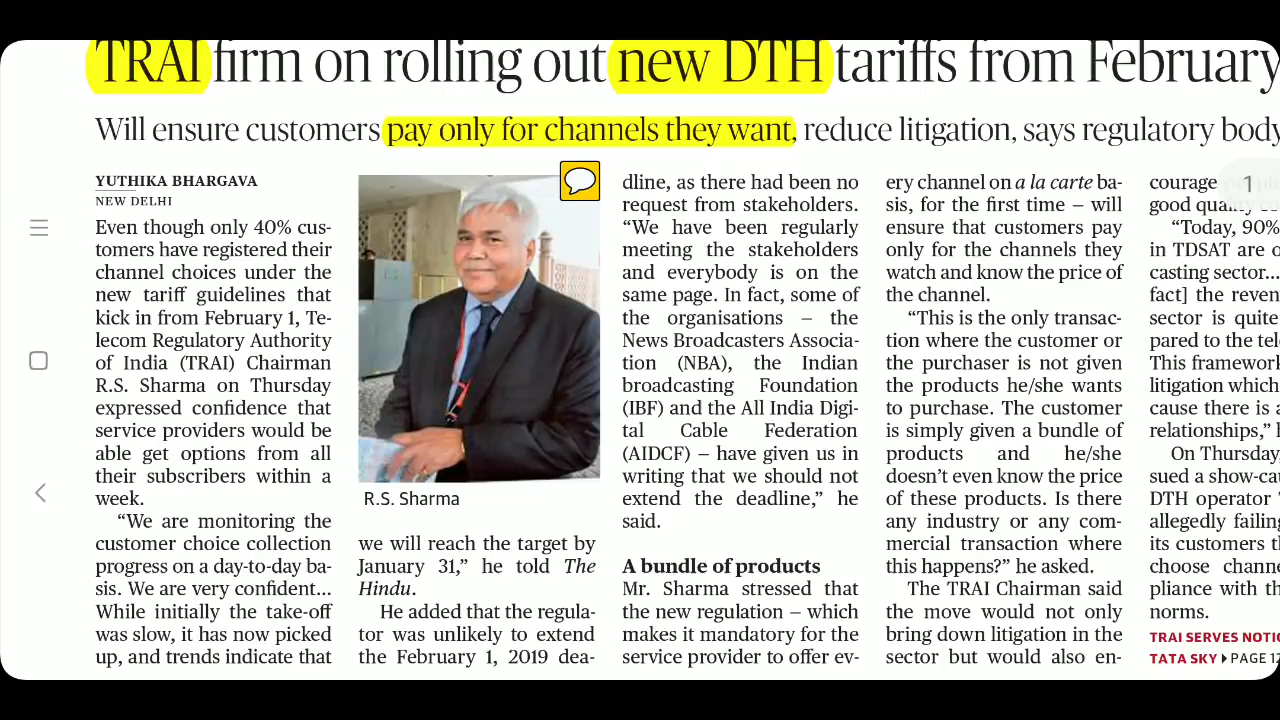 TRAI firm on rolling out new DTH tariffs from February
Will ensure customers pay only for channels they want, reduce litigation, says regulatory body
YUTHIKA BHARGAVA
NEW DELHI
Even though only 40% cus-
tomers have registered their
channel choices under the
new tariff guidelines that
kick in from February 1, Te-
lecom Regulatory Authority
of India (TRAI) Chairman
R.S. Sharma on Thursday
expressed confidence that
service providers would be
able get options from all
their subscribers within a
week.
“We are monitoring the
customer choice collection
progress on a day-to-day ba-
sis. We are very confident...
While initially the take-off
was slow, it has now picked
up, and trends indicate that
R.S. Sharma
we will reach the target by
January 31,” he told The
Hindu.
He added that the regula-
tor was unlikely to extend
the February 1, 2019 dea-
dline, as there had been no
request from stakeholders.
“We have been regularly
meeting the stakeholders
and everybody is on the
same page. In fact, some of
the organisations – the
News Broadcasters Associa-
tion (NBA), the Indian
broadcasting Foundation
(IBF) and the All India Digi-
tal Cable Federation
(AIDCF) – have given us in
writing that we should not
extend the deadline,” he
said.
A bundle of products
Mr. Sharma stressed that
the new regulation – which
makes it mandatory for the
service provider to offer ev-
ery channel on a la carte ba-
sis, for the first time – will
ensure that customers pay
only for the channels they
watch and know the price of
the channel.
“This is the only transac-
tion where the customer or
the purchaser is not given
the products he/she wants
to purchase. The customer
is simply given a bundle of
products and he/she
doesn’t even know the price
of these products. Is there
any industry or any com-
mercial transaction where
this happens?” he asked.
The TRAI Chairman said
the move would not only
bring down litigation in the
sector but would also en-
1
courage
good
“Today, 90%
in TDSAT are
casting sector...
fact] the
sector is quite
pared to the
This framework
litigation which
cause there is
relationships,”
On Thursday,
sued a
DTH operator
allegedly
its customers
choose
pliance with
norms.
TRAI SERVES
TATA SKY PAGE